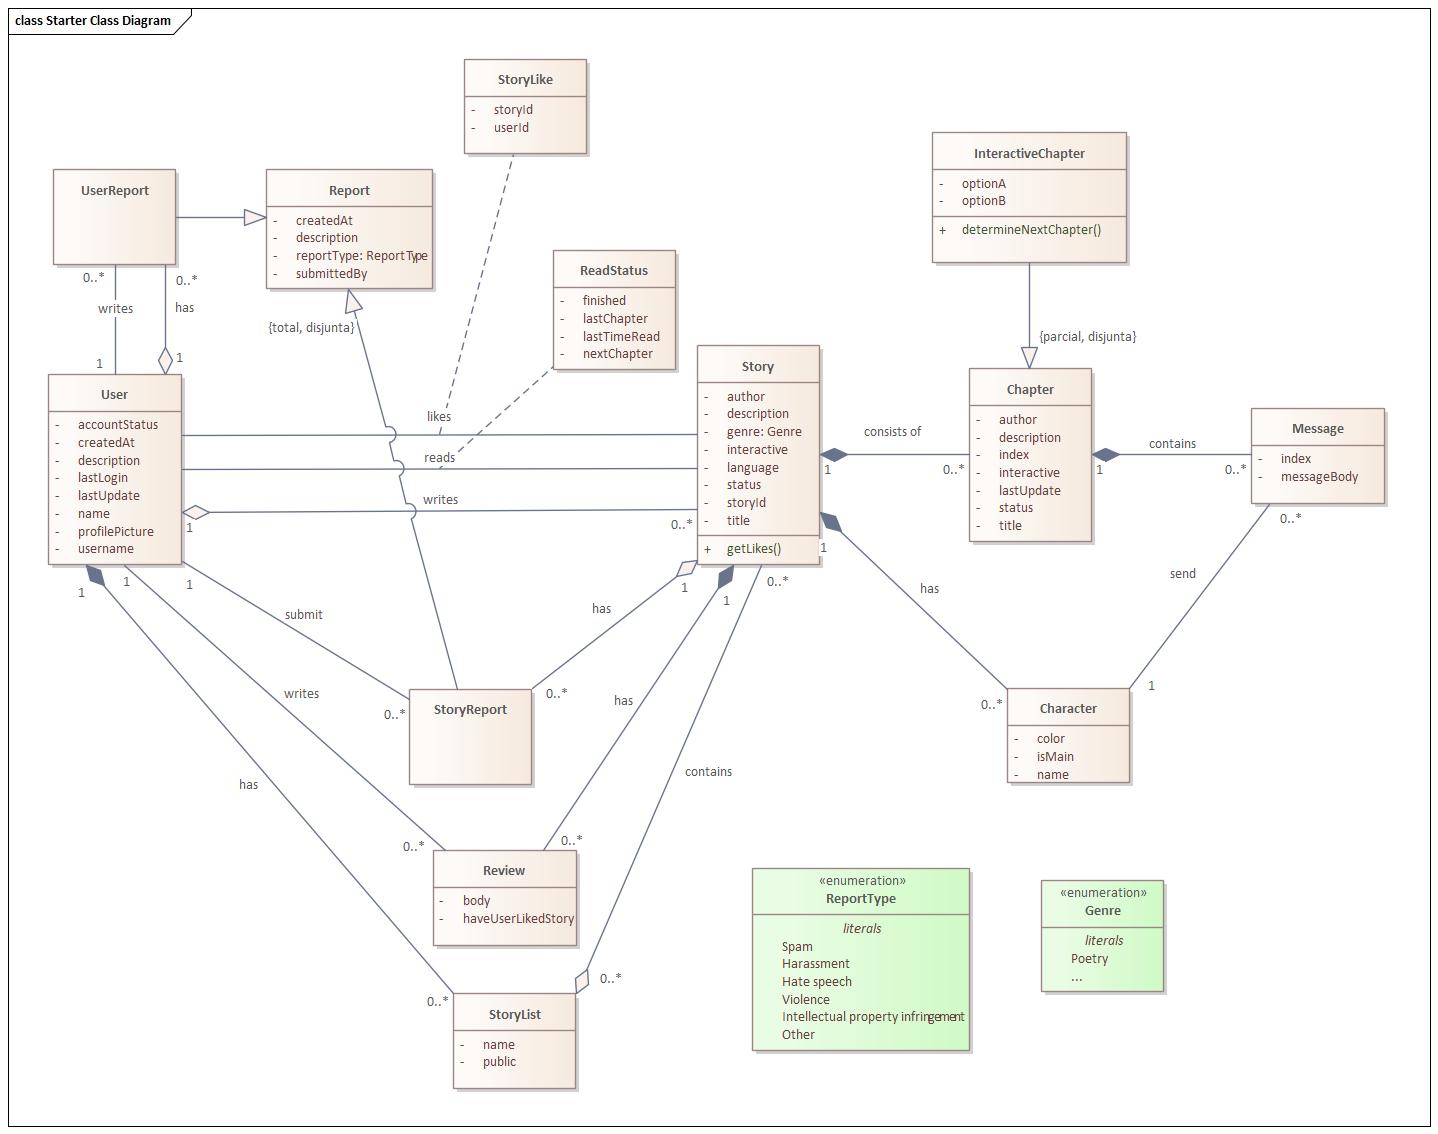 class Starter Class Diagram
StoryLike
- storyId
- userId
InteractiveChapter
- optionA
- optionB
+ determineNextChapter()
UserReport
Report
- createdAt
- description
- reportType: ReportType
- submittedBy
ReadStatus
- finished
- lastChapter
- lastTimeRead
- nextChapter
0..*
0..*
writes
has
1
1
{total, disjunta}
{parcial, disjunta}
User
- accountStatus
- createdAt
- description
- lastLogin
- lastUpdate
- name
- profilePicture
- username
likes
reads
writes
1
0..*
Story
- author
- description
- genre: Genre
- interactive
- language
- status
- storyId
- title
+ getLikes()
consists of
1
0..*
Chapter
- author
- description
- index
- interactive
- lastUpdate
- status
- title
contains
1
0..*
Message
- index
- messageBody
0..*
send
1
1
has
0..*
Character
- color
- isMain
- name
1
1
1
submit
0..*
1
has
0..*
StoryReport
writes
0..*
1
has
0..*
Review
- body
- haveUserLikedStory
0..*
contains
0..*
has
0..*
StoryList
- name
- public
«enumeration»
ReportType
literals
Spam
Harassment
Hate speech
Violence
Intellectual property infringement
Other
«enumeration»
Genre
literals
Poetry
...